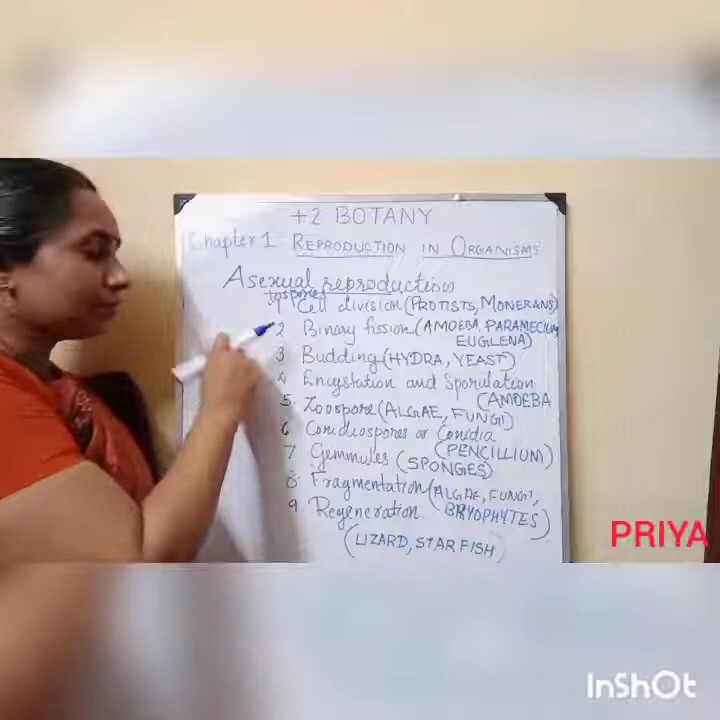 +2 BOTANY
Chapter 1 REPRODUCTION IN ORGANISMS
Asexual reproduction
1 Cell division (PROTISTS, MONERANS)
2 Binary fission (AMOEBA, PARAMECIUM
EUGLENA)
3 Budding (HYDRA, YEAST)
4 Encystation and Sporulation
(AMOEBA
5. Zoospore (ALGAE, FUNGI)
6 Conidiospores or Conidia
(PENCILLIUM)
7 Gemmules (SPONGES)
8 Fragmentation (ALGAE, FUNGI,
BRYOPHYTES)
9. Regeneration
(LIZARD, STAR FISH)
PRIYA
InShOt